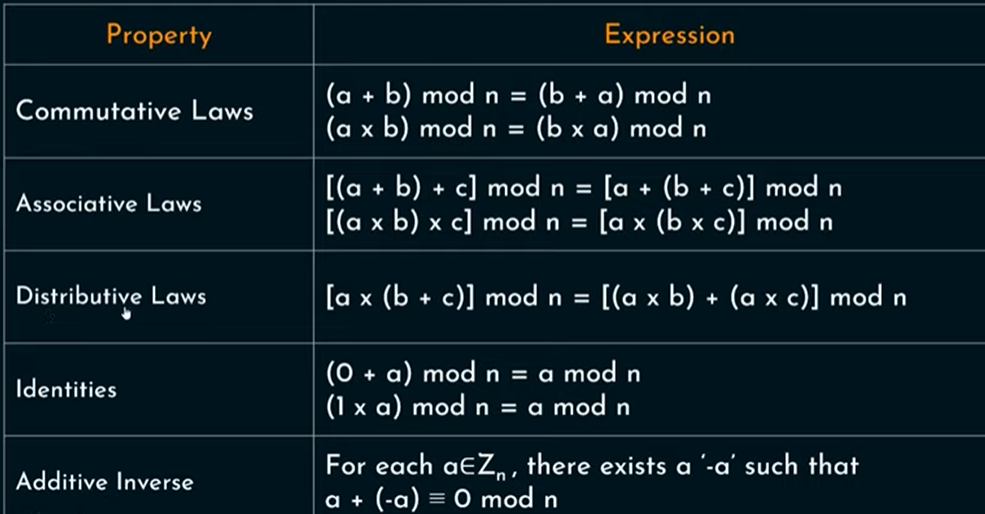 Property
Expression
Commutative Laws
(a + b) mod n = (b + a) mod n
(a x b) mod n = (b x a) mod n
Associative Laws
[(a + b) + c] mod n = [a + (b + c)] mod n
[(a x b) x c] mod n = [a x (b x c)] mod n
Distributive Laws
[a x (b + c)] mod n = [(a x b) + (a x c)] mod n
Identities
(0 + a) mod n = a mod n
(1 x a) mod n = a mod n
Additive Inverse
For each a∈Zₙ, there exists a '-a' such that
a + (-a) ≡ 0 mod n